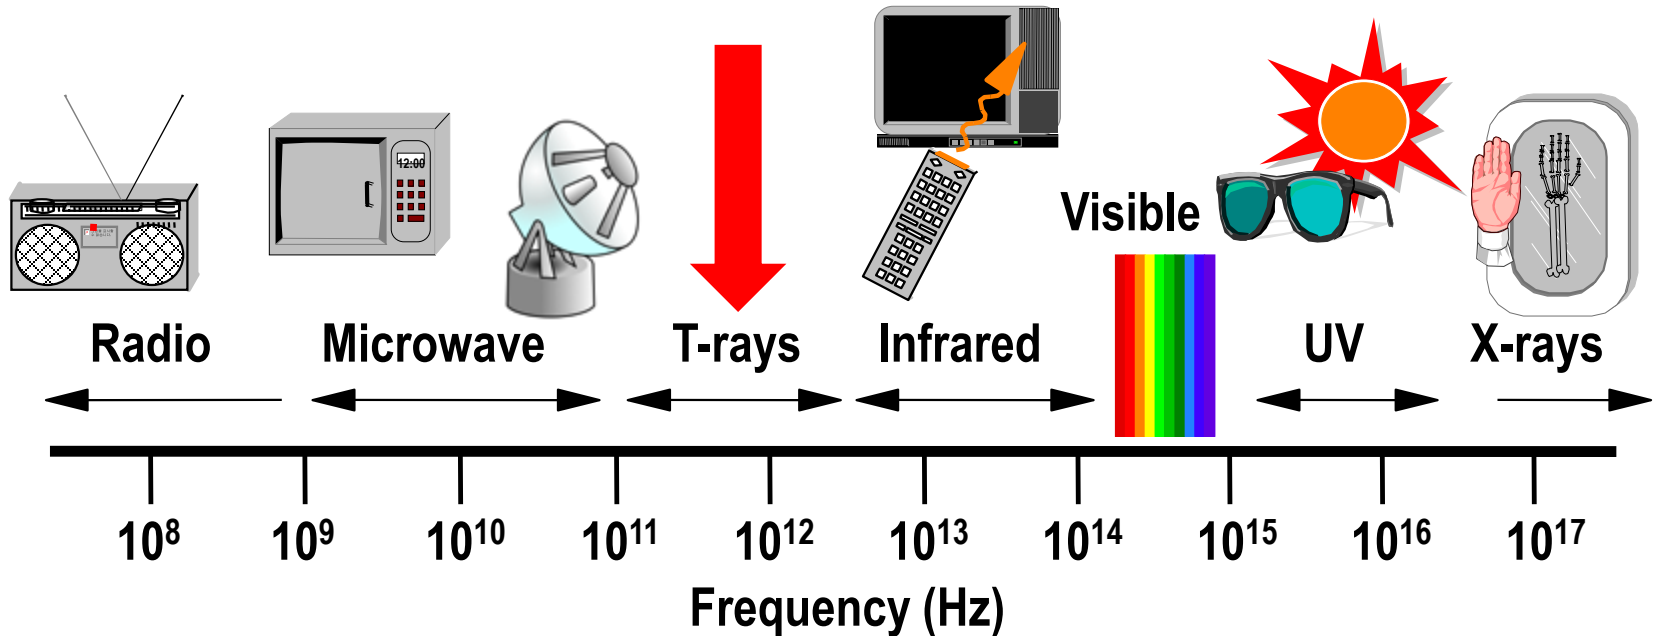 12:00
Visible
Radio Microwave T-rays Infrared UV X-rays
10⁸ 10⁹ 10¹⁰ 10¹¹ 10¹² 10¹³ 10¹⁴ 10¹⁵ 10¹⁶ 10¹⁷
Frequency (Hz)